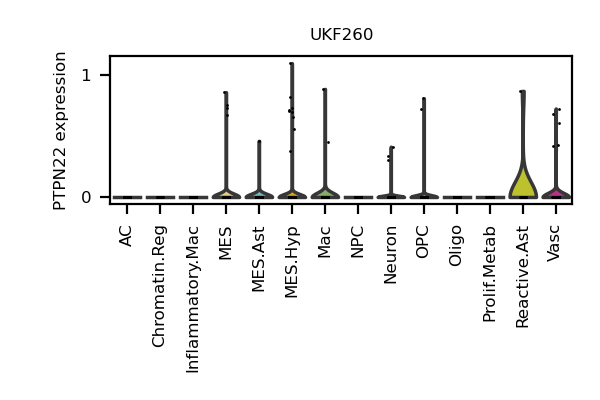 UKF260
PTPN22 expression
1
0
AC
Chromatin.Reg
Inflammatory.Mac
MES
MES.Ast
MES.Hyp
Mac
NPC
Neuron
OPC
Oligo
Prolif.Metab
Reactive.Ast
Vasc